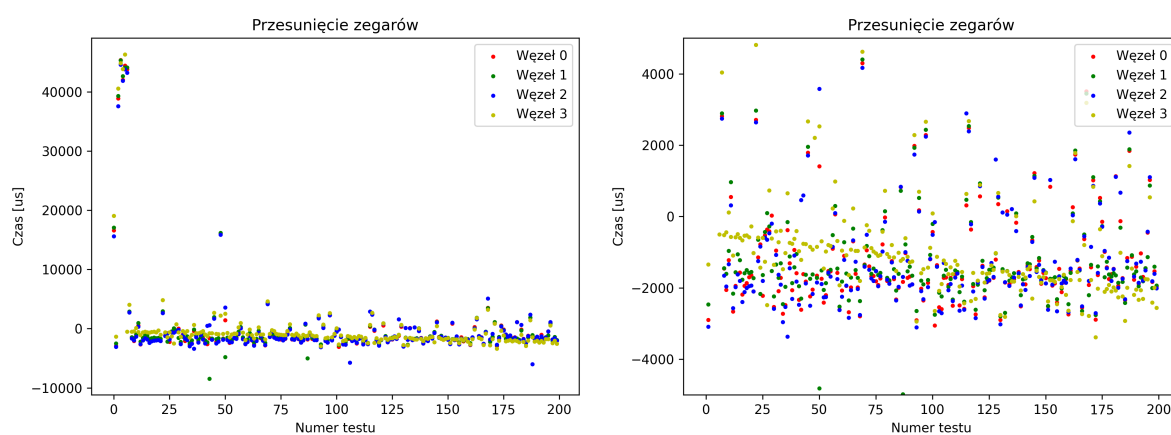 Przesunięcie zegarów
Czas [us]
40000
30000
20000
10000
0
−10000
0
25
50
75
100
125
150
175
200
Numer testu
Węzeł 0
Węzeł 1
Węzeł 2
Węzeł 3
Przesunięcie zegarów
Czas [us]
4000
2000
0
−2000
−4000
0
25
50
75
100
125
150
175
200
Numer testu
Węzeł 0
Węzeł 1
Węzeł 2
Węzeł 3